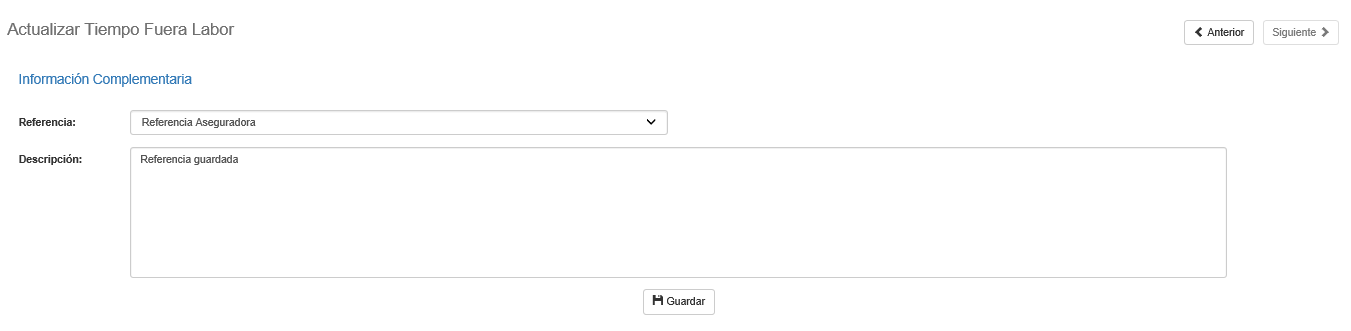 Actualizar Tiempo Fuera Labor
Anterior
Siguiente
Información Complementaria
Referencia:
Referencia Aseguradora
Descripción:
Referencia guardada
Guardar